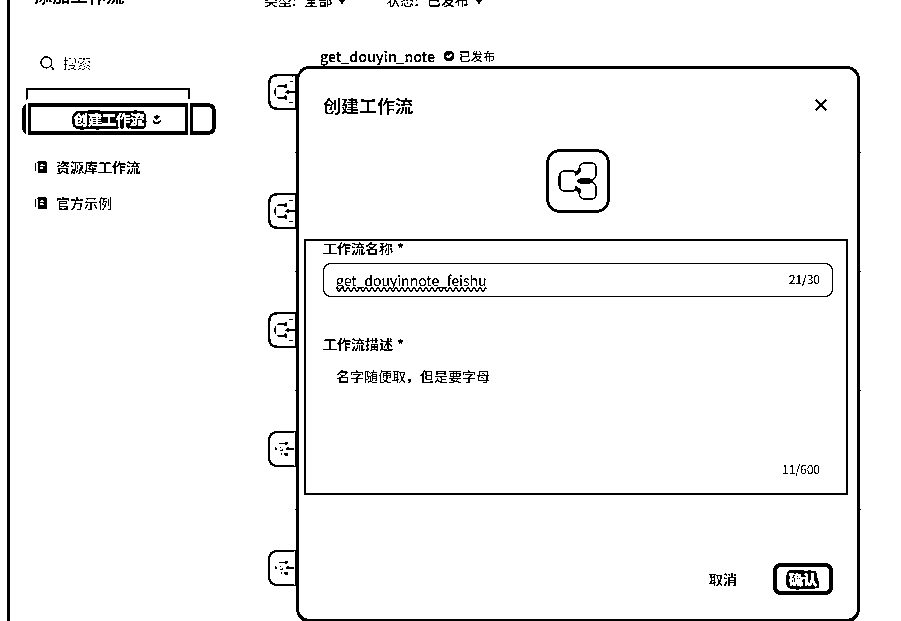 添加工作流
类型：全部
状态：已发布
搜索
get_douyin_note 已发布
创建工作流
资源库工作流
官方示例
创建工作流
工作流名称 *
get_douyinnote_feishu 21/30
工作流描述 *
名字随便取，但是要字母
11/600
取消 确认